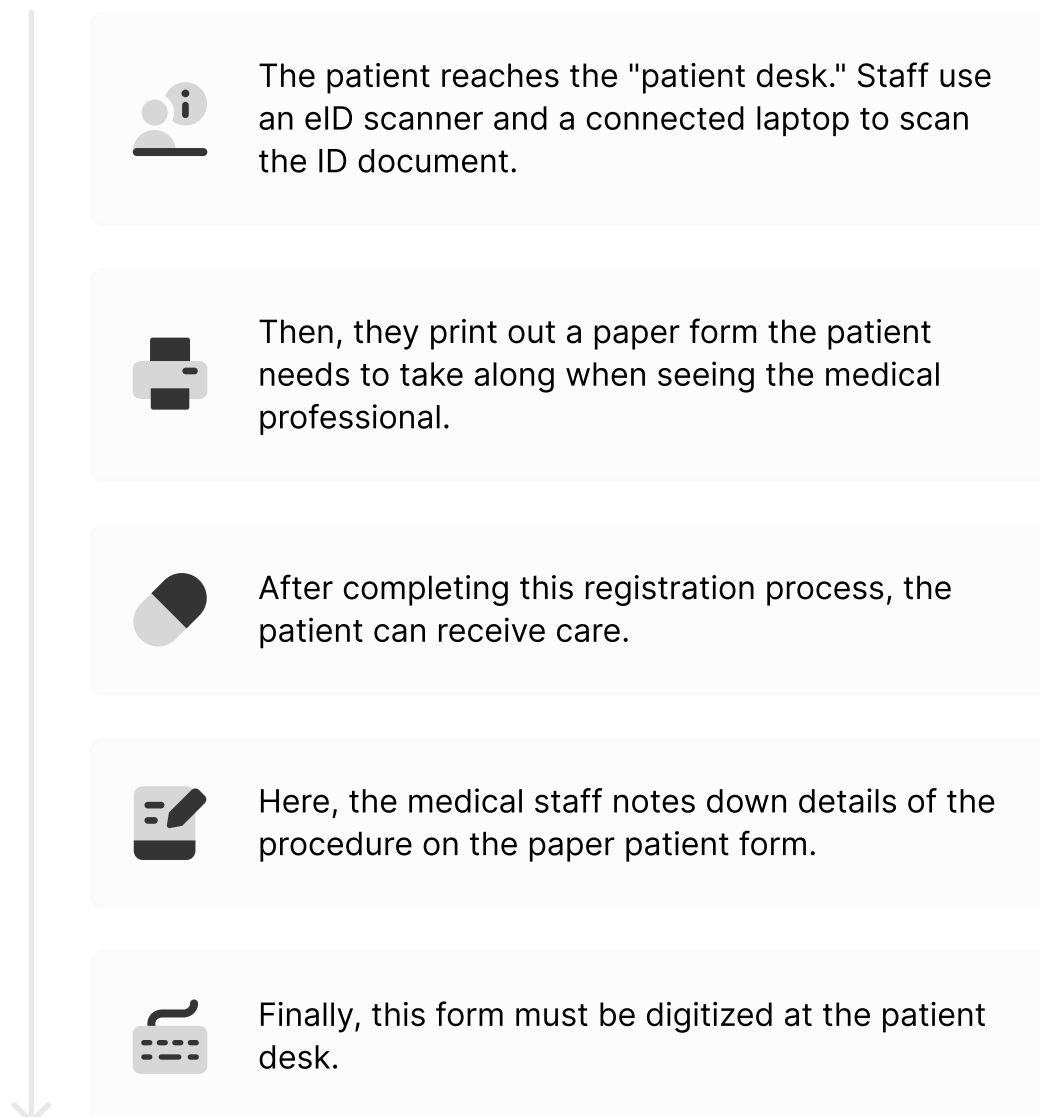 The patient reaches the "patient desk." Staff use
an eID scanner and a connected laptop to scan
the ID document.
Then, they print out a paper form the patient
needs to take along when seeing the medical
professional.
After completing this registration process, the
patient can receive care.
Here, the medical staff notes down details of the
procedure on the paper patient form.
Finally, this form must be digitized at the patient
desk.